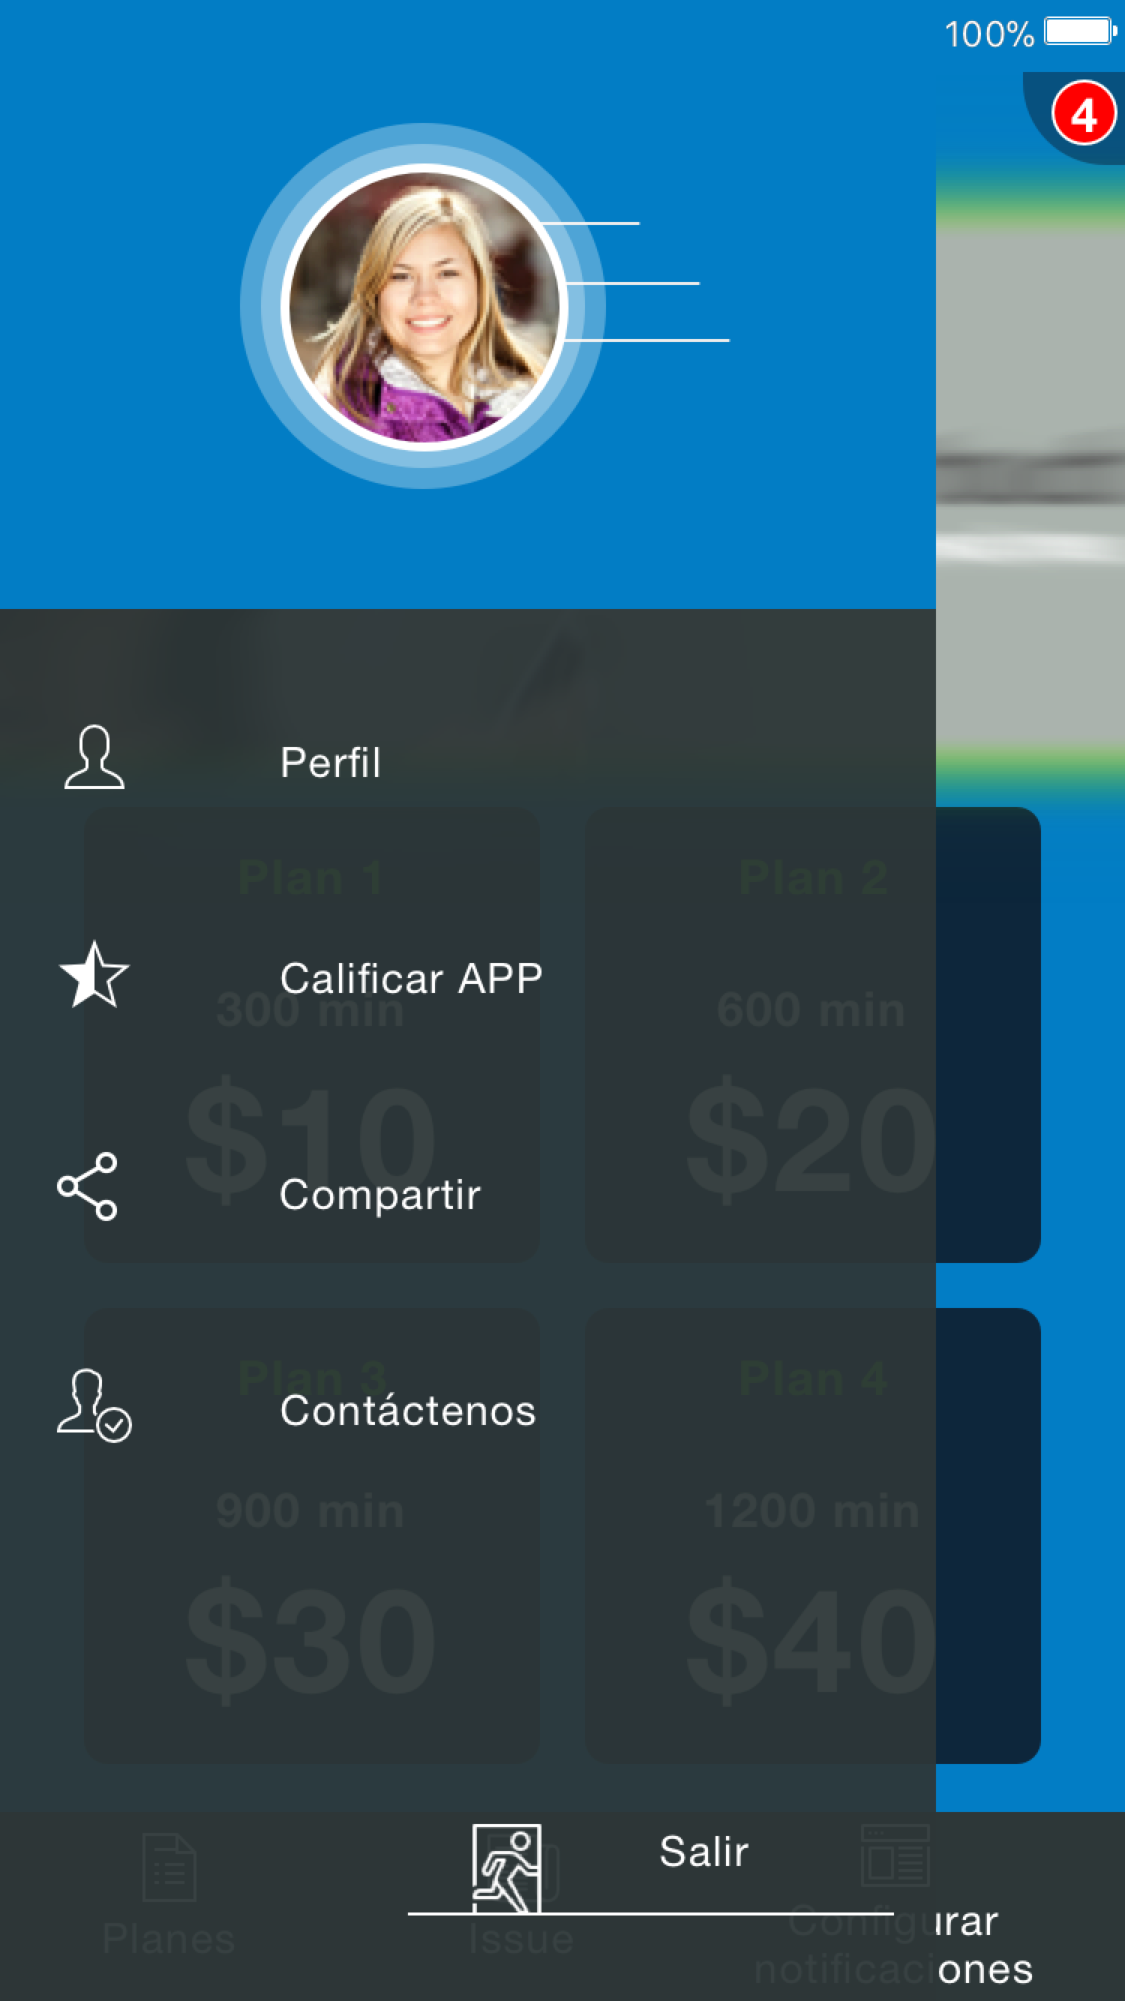 100%
4
Perfil
Plan 1
Plan 2
Calificar APP
300 min
600 min
$10
$20
Compartir
Plan 3
Plan 4
Contáctenos
900 min
1200 min
$30
$40
Salir
Planes
Issue
Configurar
notificaciones